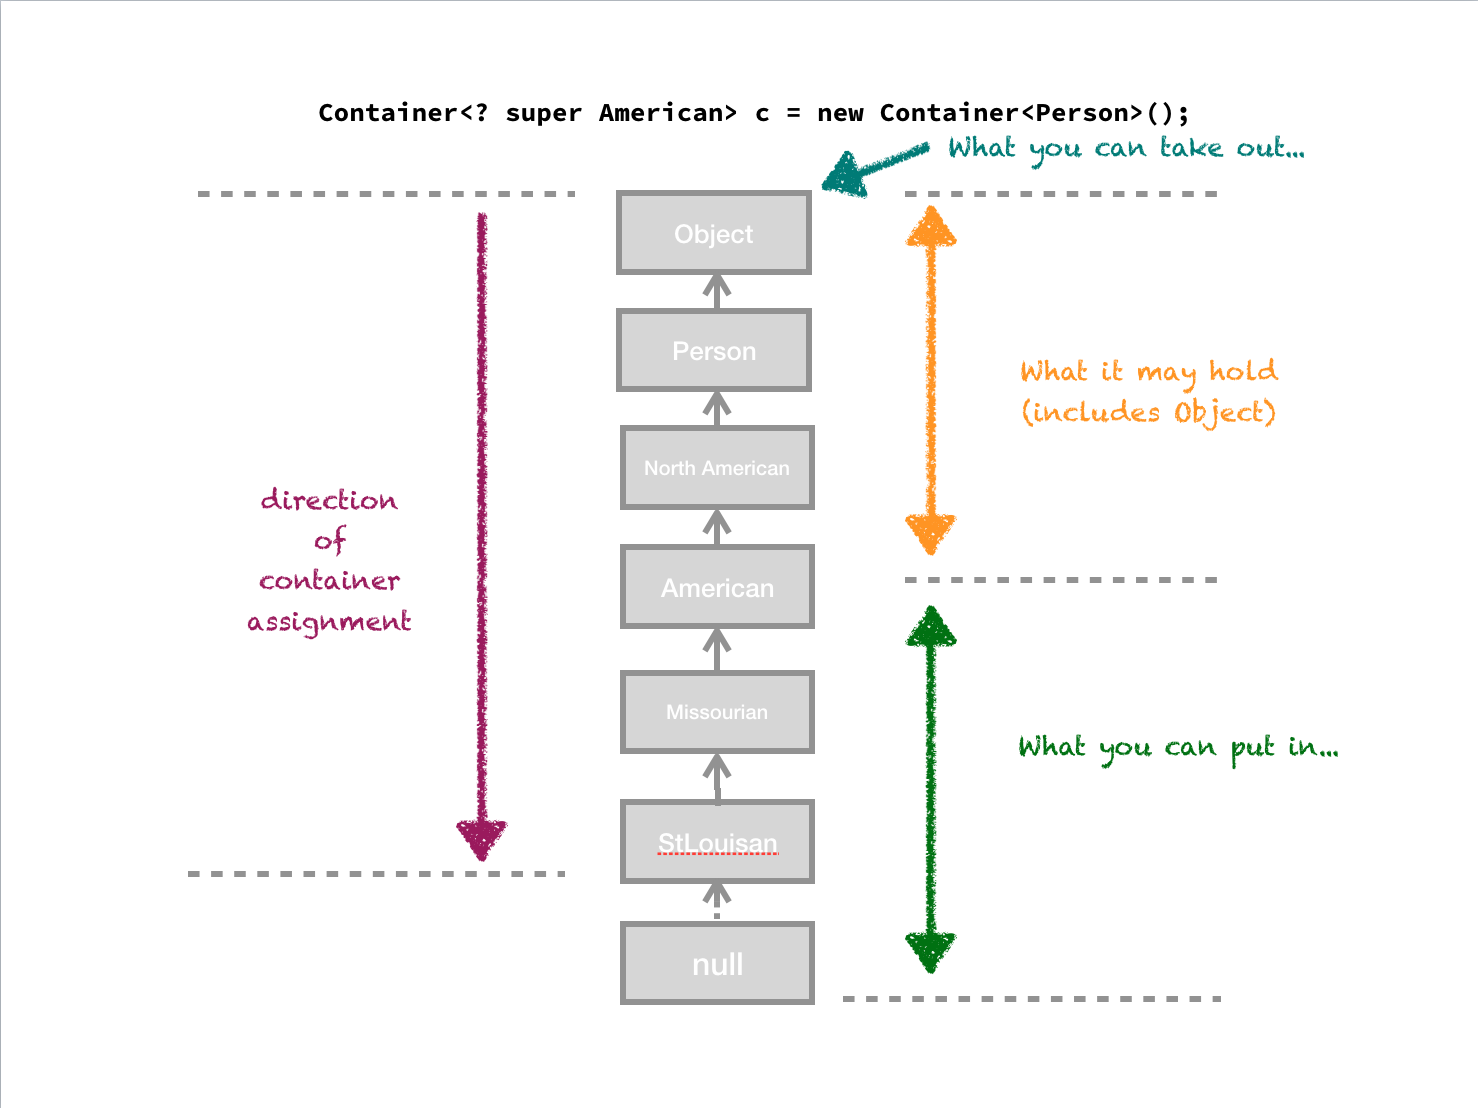 Container<? super American> c = new Container<Person>();
What you can take out...
Object
Person
What it may hold
(includes Object)
North American
direction
of
container
assignment
American
Missourian
What you can put in...
StLouisan
null